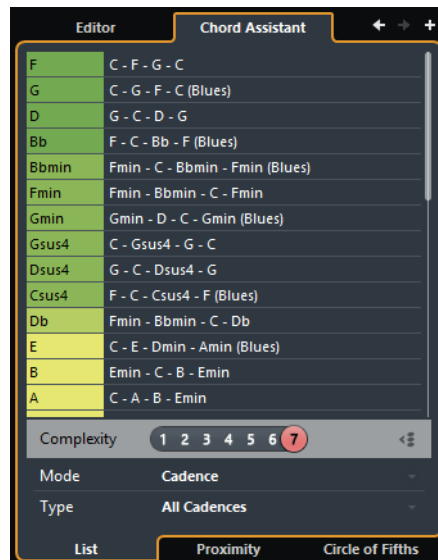 Editor Chord Assistant
F C - F - G - C
G C - G - F - C (Blues)
D G - C - D - G
Bb F - C - Bb - F (Blues)
Bbmin Fmin - C - Bbmin - Fmin (Blues)
Fmin Fmin - Bbmin - C - Fmin
Gmin Gmin - D - C - Gmin (Blues)
Gsus4 C - Gsus4 - G - C
Dsus4 G - C - Dsus4 - G
Csus4 F - C - Csus4 - F (Blues)
Db Fmin - Bbmin - C - Db
E C - E - Dmin - Amin (Blues)
B Emin - C - B - Emin
A C - A - B - Emin
Complexity 1 2 3 4 5 6 7
Mode Cadence
Type All Cadences
List Proximity Circle of Fifths